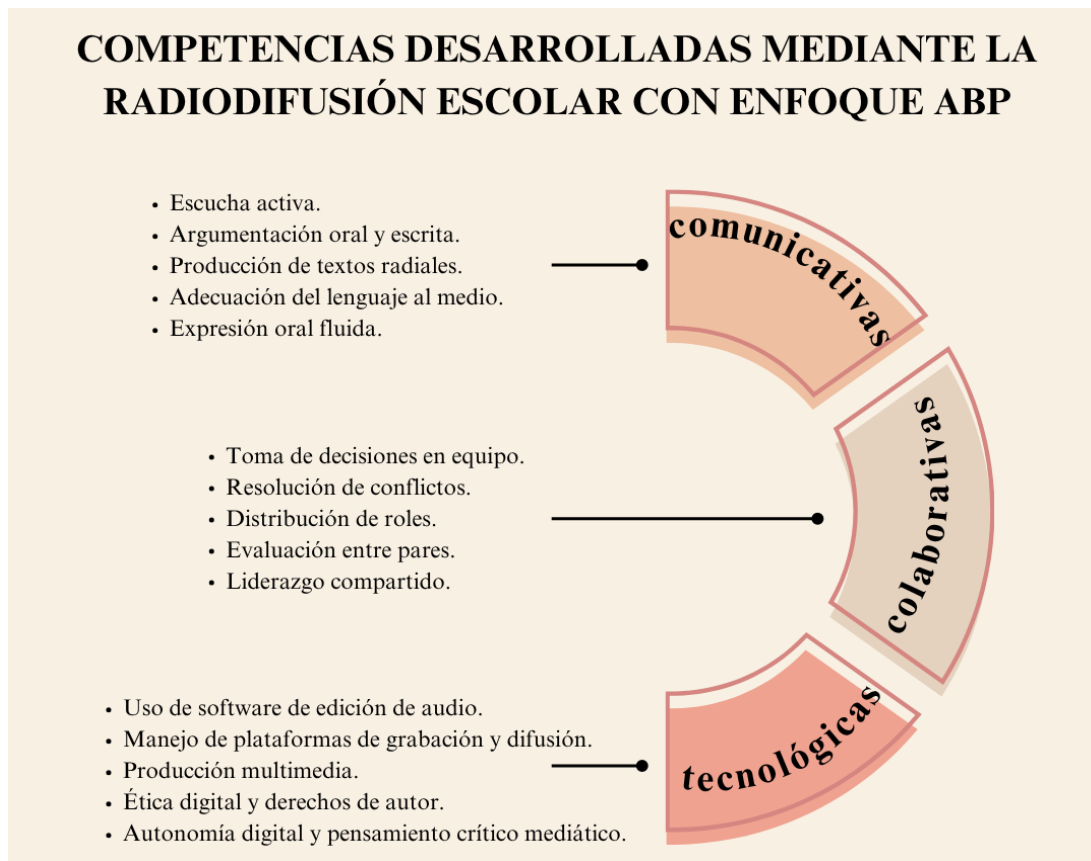 COMPETENCIAS DESARROLLADAS MEDIANTE LA
RADIODIFUSIÓN ESCOLAR CON ENFOQUE ABP
• Escucha activa.
• Argumentación oral y escrita.
• Producción de textos radiales.
• Adecuación del lenguaje al medio.
• Expresión oral fluida.
comunicativas
• Toma de decisiones en equipo.
• Resolución de conflictos.
• Distribución de roles.
• Evaluación entre pares.
• Liderazgo compartido.
colaborativas
• Uso de software de edición de audio.
• Manejo de plataformas de grabación y difusión.
• Producción multimedia.
• Ética digital y derechos de autor.
• Autonomía digital y pensamiento crítico mediático.
tecnológicas